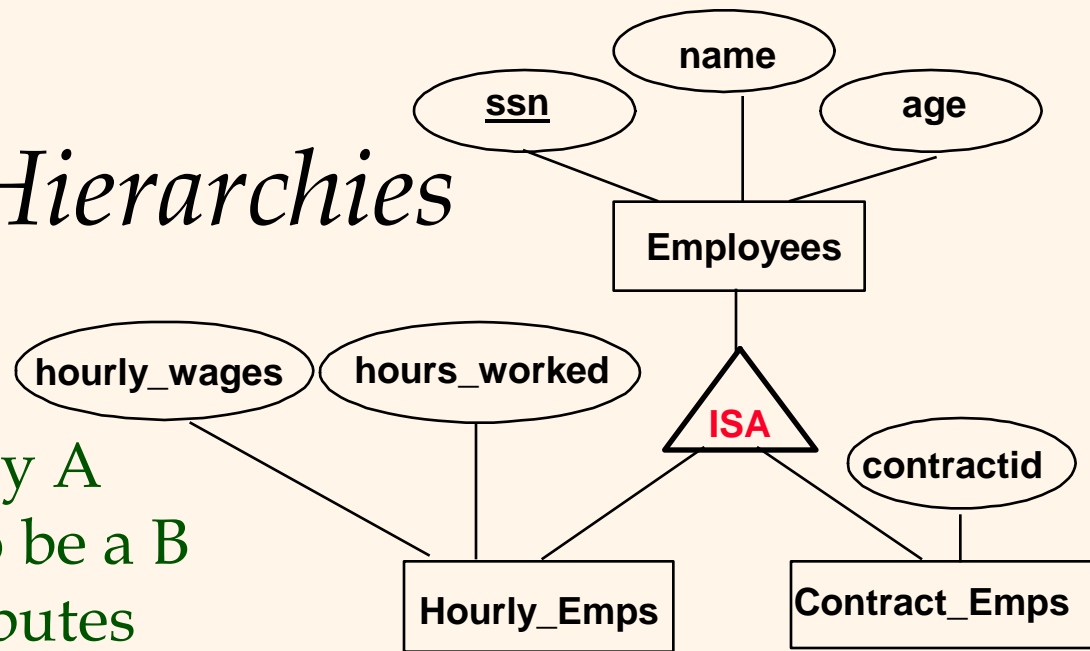 name
ssn
age
Hierarchies
Employees
hourly_wages
hours_worked
ISA
contractid
y A
be a B
Hourly_Emps
Contract_Emps
butes